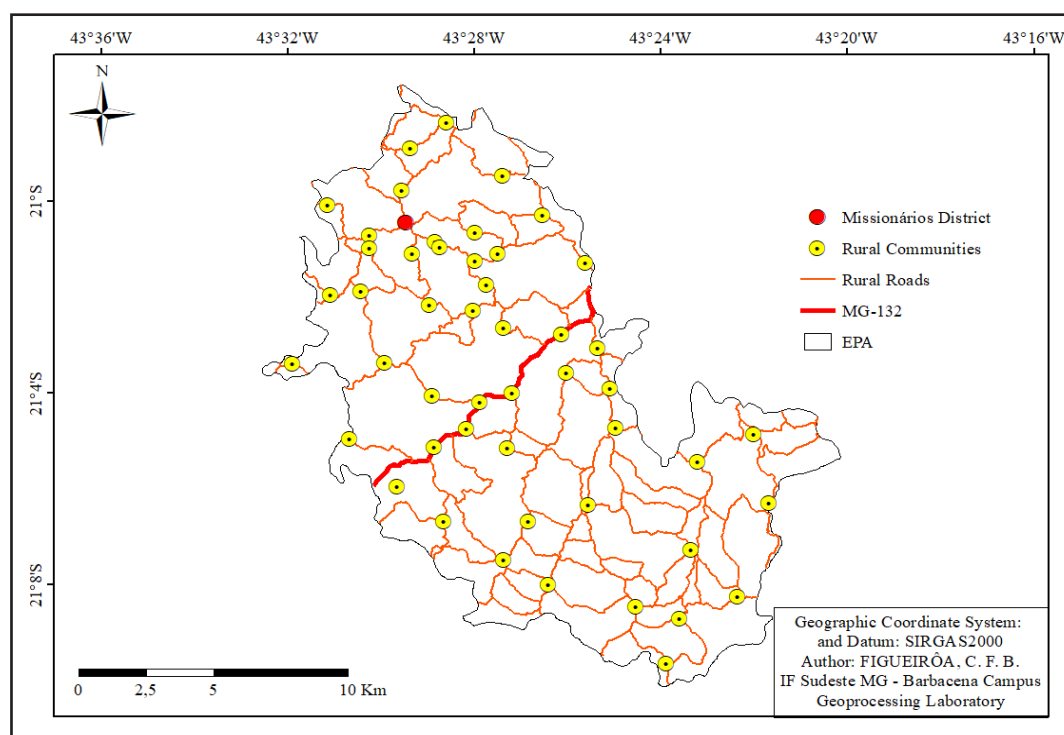 43°36'W 43°32'W 43°28'W 43°24'W 43°20'W 43°16'W
N
21°S
21°4'S
21°8'S
Missionários District
Rural Communities
Rural Roads
MG-132
EPA
0 2,5 5 10 Km
Geographic Coordinate System:
and Datum: SIRGAS2000
Author: FIGUEIRÔA, C. F. B.
IF Sudeste MG - Barbacena Campus
Geoprocessing Laboratory